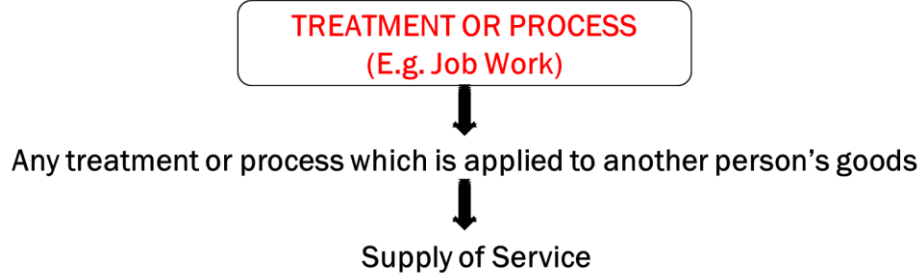 TREATMENT OR PROCESS
(E.g. Job Work)
Any treatment or process which is applied to another person's goods
Supply of Service